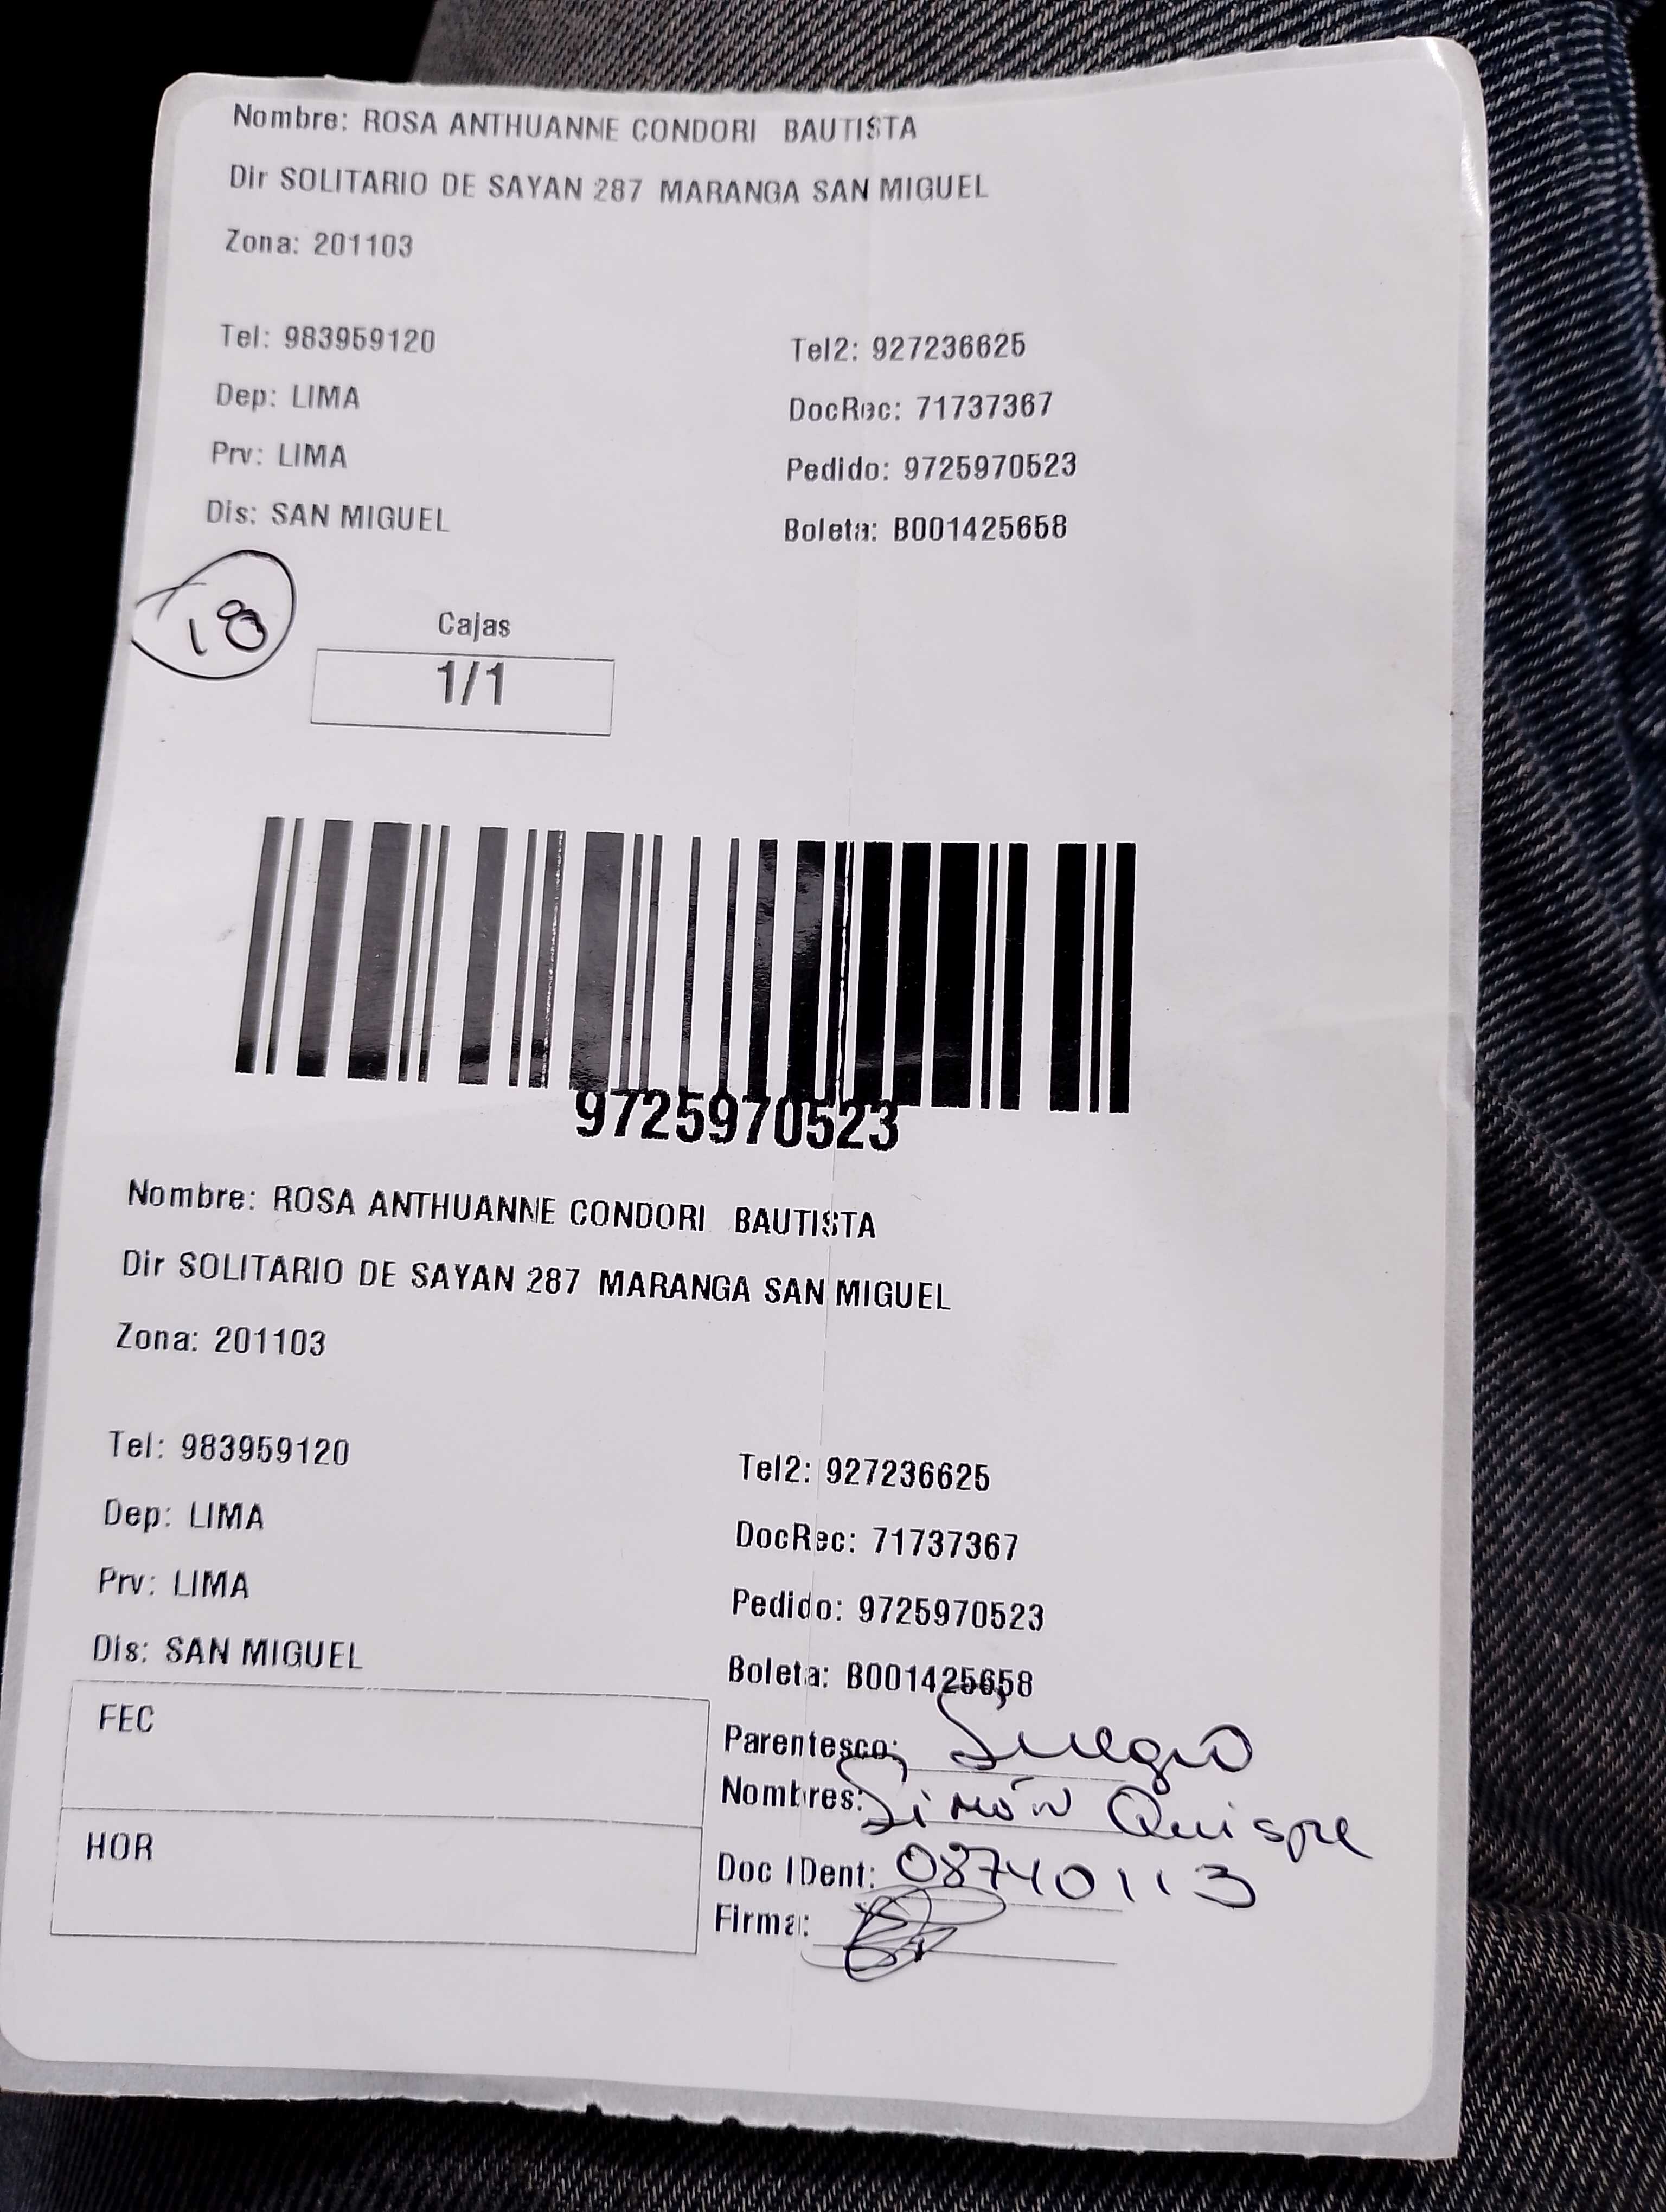 Nombre: ROSA ANTHUANNE CONDORI BAUTISTA
Dir SOLITARIO DE SAYAN 287 MARANGA SAN MIGUEL
Zona: 201103
Tel: 983959120 Tel2: 927236625
Dep: LIMA DocRec: 71737367
Prv: LIMA Pedido: 9725970523
Dis: SAN MIGUEL Boleta: B001425658
18
Cajas
1/1
9725970523
Nombre: ROSA ANTHUANNE CONDORI BAUTISTA
Dir SOLITARIO DE SAYAN 287 MARANGA SAN MIGUEL
Zona: 201103
Tel: 983959120 Tel2: 927236625
Dep: LIMA DocRec: 71737367
Prv: LIMA Pedido: 9725970523
Dis: SAN MIGUEL Boleta: B001425658
FEC
Parentesco: Suegro
Nombres: Simón Quispe
HOR
Doc IDent: 08740113
Firma: